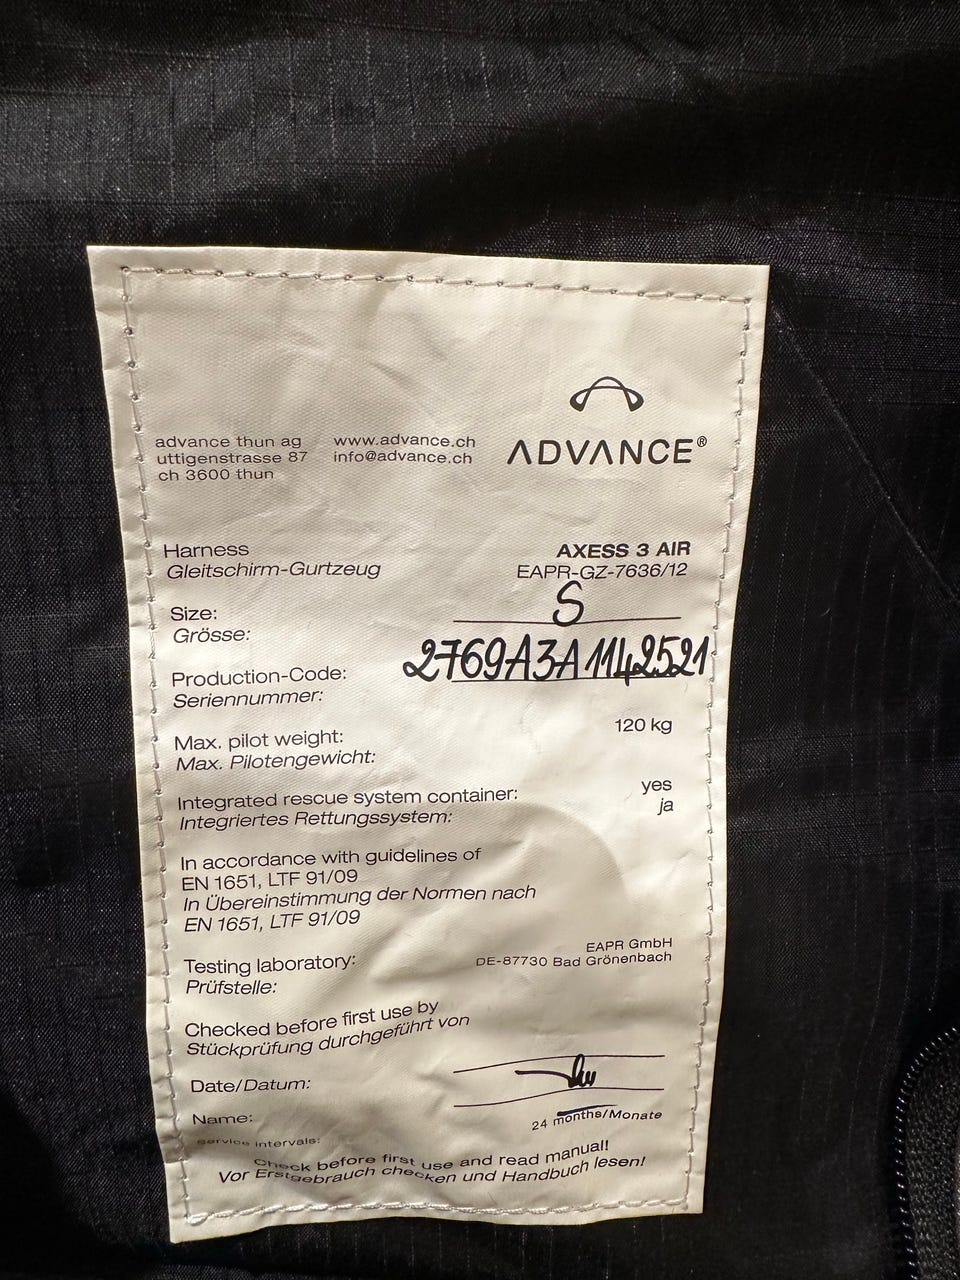 advance thun ag
uttigenstrasse 87
ch 3600 thun
www.advance.ch
info@advance.ch
ADVANCE®
Harness
Gleitschirm-Gurtzeug
AXESS 3 AIR
EAPR-GZ-7636/12
Size:
Grösse:
S
Production-Code:
Seriennummer:
2769A3A1142521
Max. pilot weight:
Max. Pilotengewicht:
120 kg
Integrated rescue system container:
Integriertes Rettungssystem:
yes
ja
In accordance with guidelines of
EN 1651, LTF 91/09
In Übereinstimmung der Normen nach
EN 1651, LTF 91/09
Testing laboratory:
Prüfstelle:
EAPR GmbH
DE-87730 Bad Grönenbach
Checked before first use by
Stückprüfung durchgeführt von
Date/Datum:
Name:
service intervals:
24 months/Monate
Check before first use and read manual!
Vor Erstgebrauch checken und Handbuch lesen!